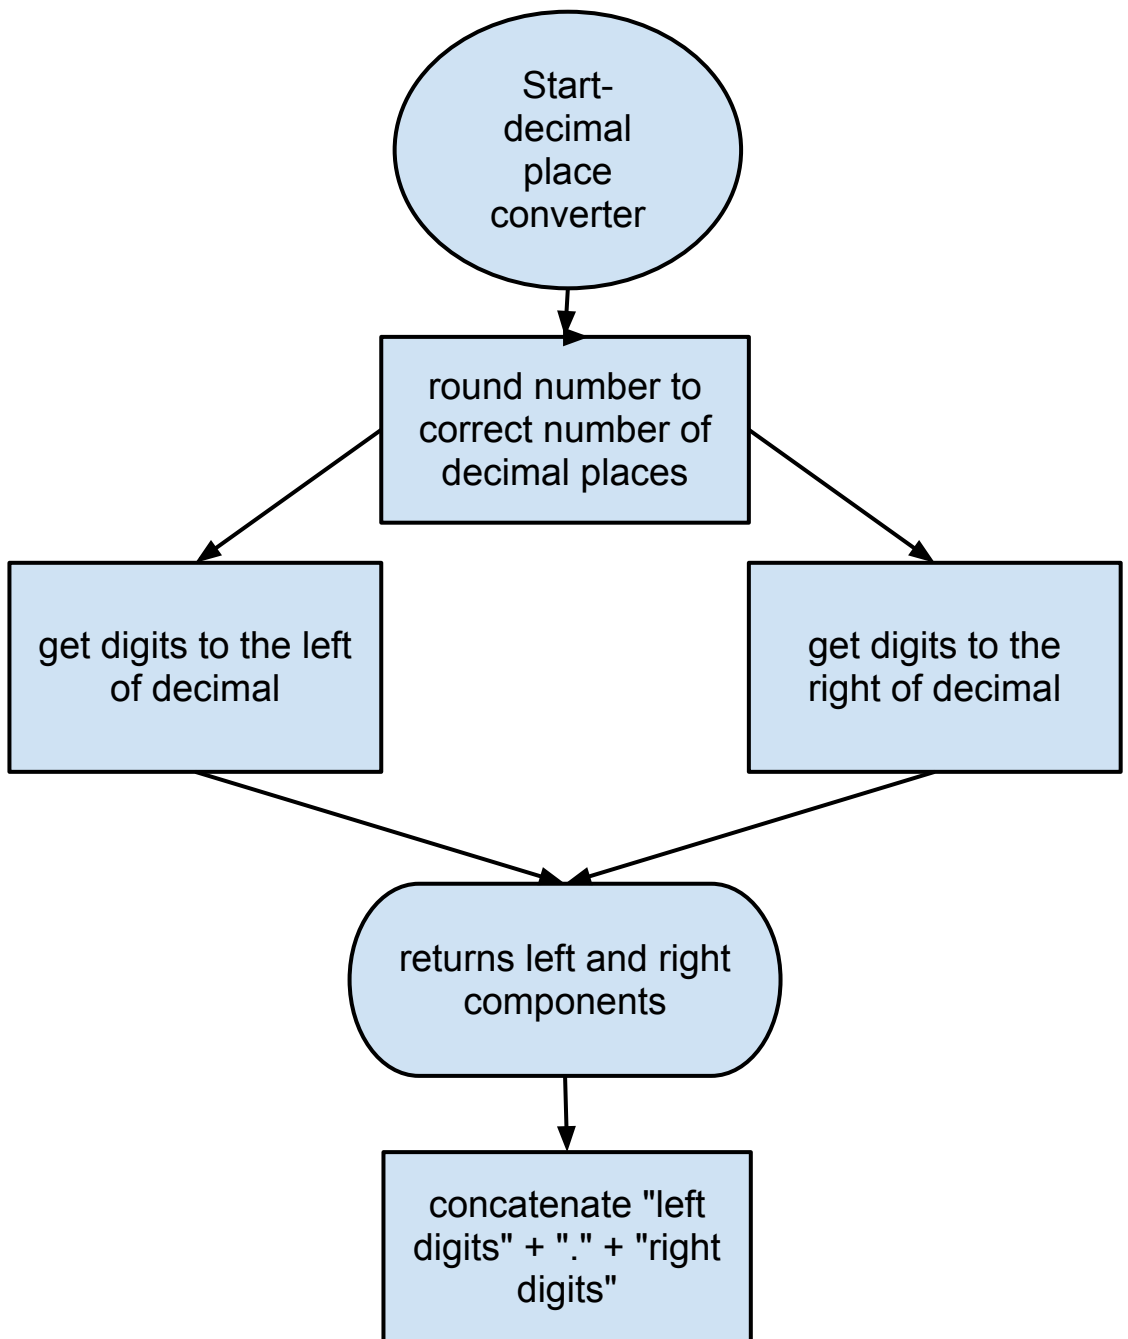 Start-
decimal
place
converter
round number to
correct number of
decimal places
get digits to the left
of decimal
get digits to the
right of decimal
returns left and right
components
concatenate "left
digits" + "." + "right
digits"